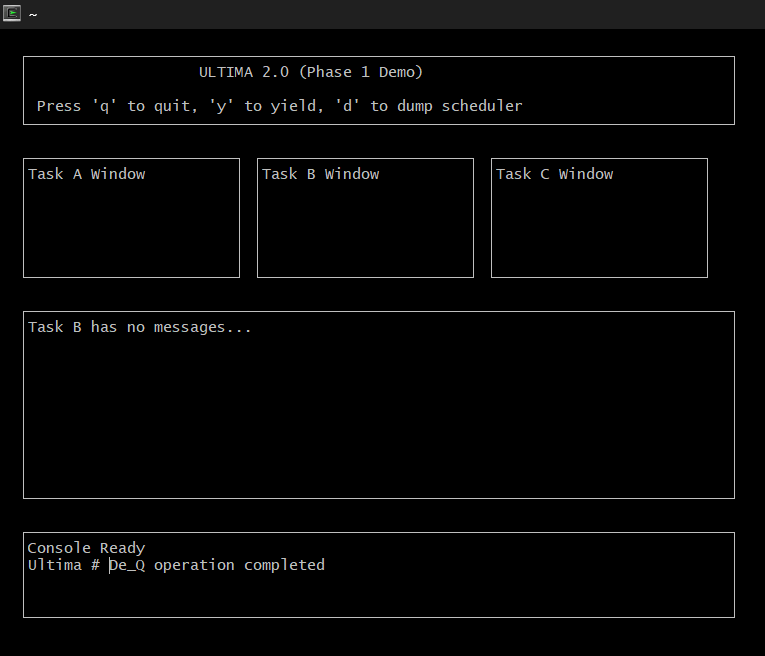 ~
ULTIMA 2.0 (Phase 1 Demo)
Press 'q' to quit, 'y' to yield, 'd' to dump scheduler
Task A Window
Task B Window
Task C Window
Task B has no messages...
Console Ready
Ultima # De_Q operation completed